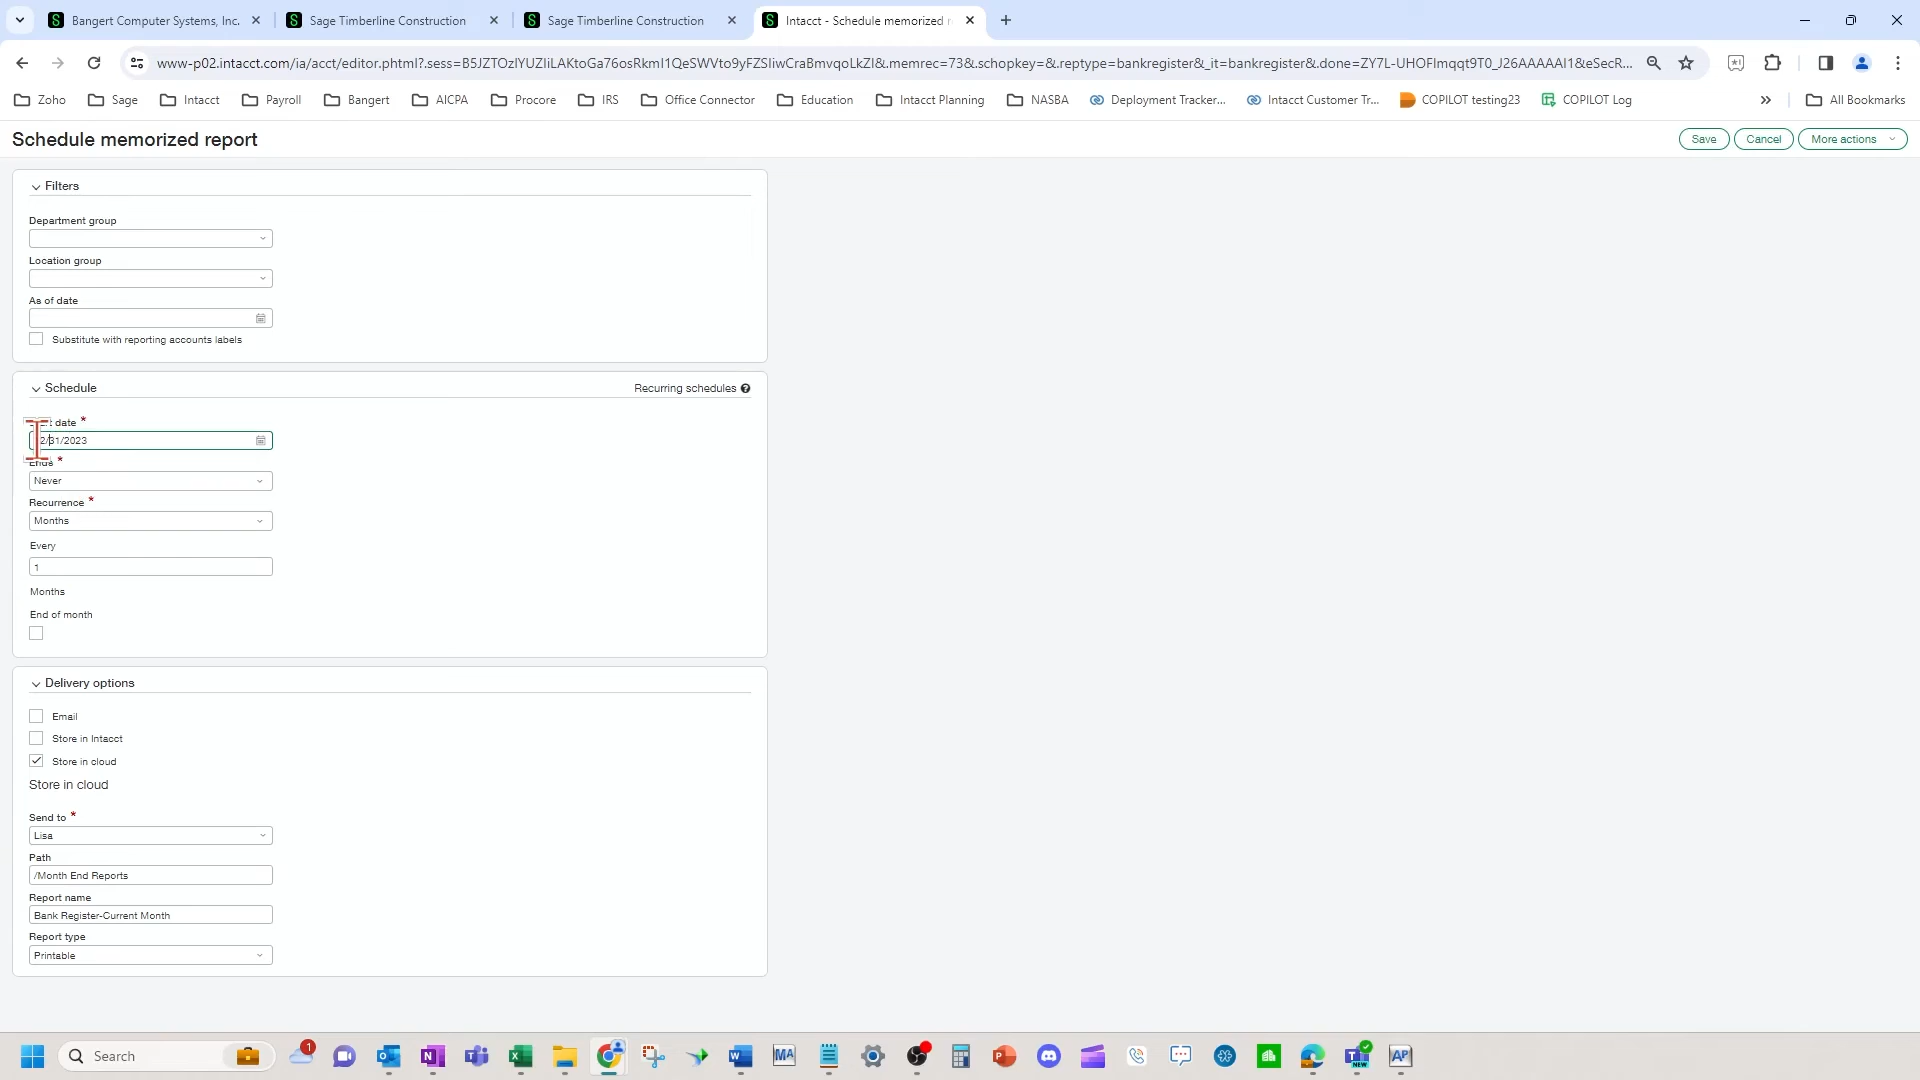 Bangert Computer Systems, Inc.
Sage Timberline Construction
Sage Timberline Construction
Intacct - Schedule memorized r
www-p02.intacct.com/ia/acct/editor.phtml?.sess=B5JZTOzlYUZIiLAKtoGa76osRkmI1QeSWVto9yFZSIiwCraBmvqoLkZI&.memrec=73&.schopkey=&.reptype=bankregister&_it=bankregister&.done=ZY7L-UHOFImqqt9T0_J26AAAAAI1&eSecR...
Zoho Sage Intacct Payroll Bangert AICPA Procore IRS Office Connector Education Intacct Planning NASBA Deployment Tracker... Intacct Customer Tr... COPILOT testing23 COPILOT Log » All Bookmarks
Schedule memorized report
Save Cancel More actions
Filters
Department group
Location group
As of date
Substitute with reporting accounts labels
Schedule
Recurring schedules
date *
2/31/2023
Ends *
Never
Recurrence *
Months
Every
1
Months
End of month
Delivery options
Email
Store in Intacct
Store in cloud
Store in cloud
Send to *
Lisa
Path
/Month End Reports
Report name
Bank Register-Current Month
Report type
Printable
Search
1
MA
NEW
AP